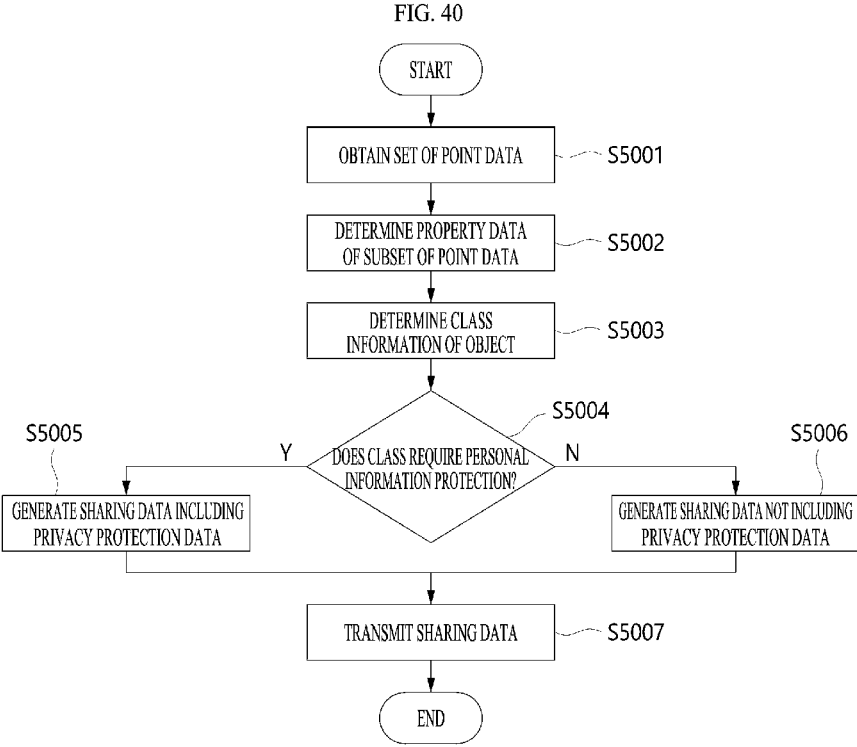 FIG. 40
START
OBTAIN SET OF POINT DATA
S5001
DETERMINE PROPERTY DATA
OF SUBSET OF POINT DATA
S5002
DETERMINE CLASS
INFORMATION OF OBJECT
S5003
S5004
DOES CLASS REQUIRE PERSONAL
INFORMATION PROTECTION?
Y
N
S5005
GENERATE SHARING DATA INCLUDING
PRIVACY PROTECTION DATA
S5006
GENERATE SHARING DATA NOT INCLUDING
PRIVACY PROTECTION DATA
TRANSMIT SHARING DATA
S5007
END